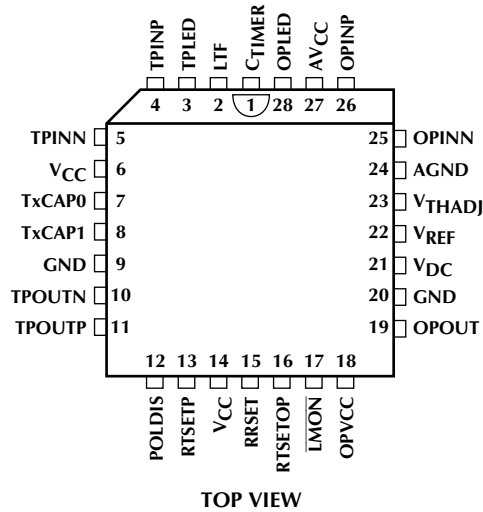 TPINP TPLED LTF CTIMER OPLED AVCC OPINP
4 3 2 1 28 27 26
TPINN 5 25 OPINN
VCC 6 24 AGND
TxCAP0 7 23 VTHADJ
TxCAP1 8 22 VREF
GND 9 21 VDC
TPOUTN 10 20 GND
TPOUTP 11 19 OPOUT
12 13 14 15 16 17 18
POLDIS RTSETP VCC RRSET RTSETOP LMON OPVCC
TOP VIEW